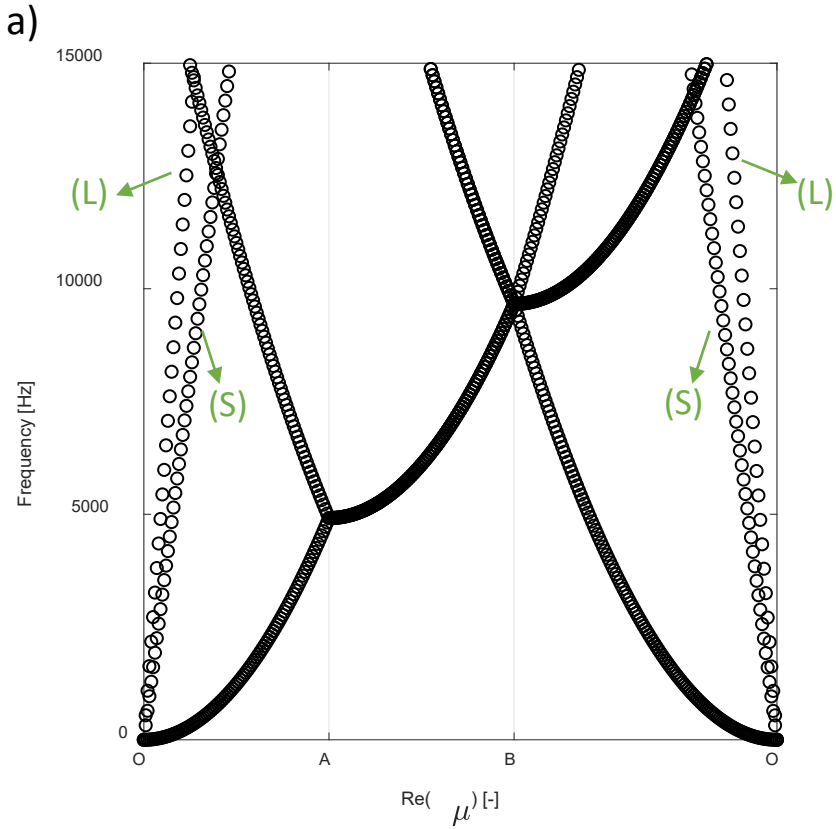 a)
15000
(L)
(L)
10000
(S)
(S)
Frequency [Hz]
5000
0
O
A
B
O
Re( μ ) [-]